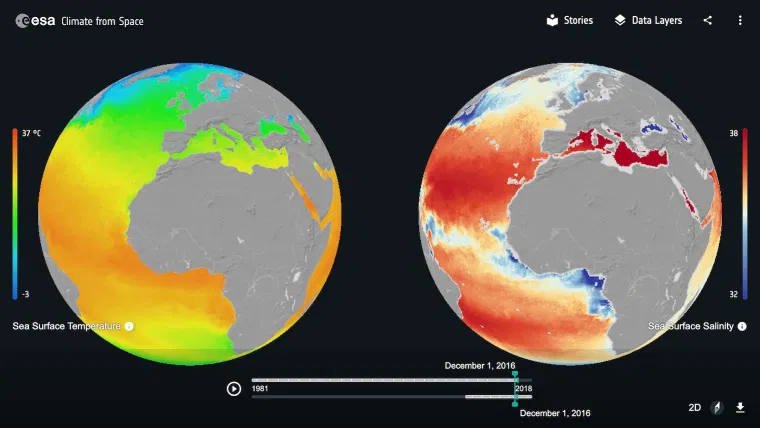 esa Climate from Space
Stories
Data Layers
37 °C
-3
Sea Surface Temperature
38
32
Sea Surface Salinity
December 1, 2016
1981
2018
December 1, 2016
2D